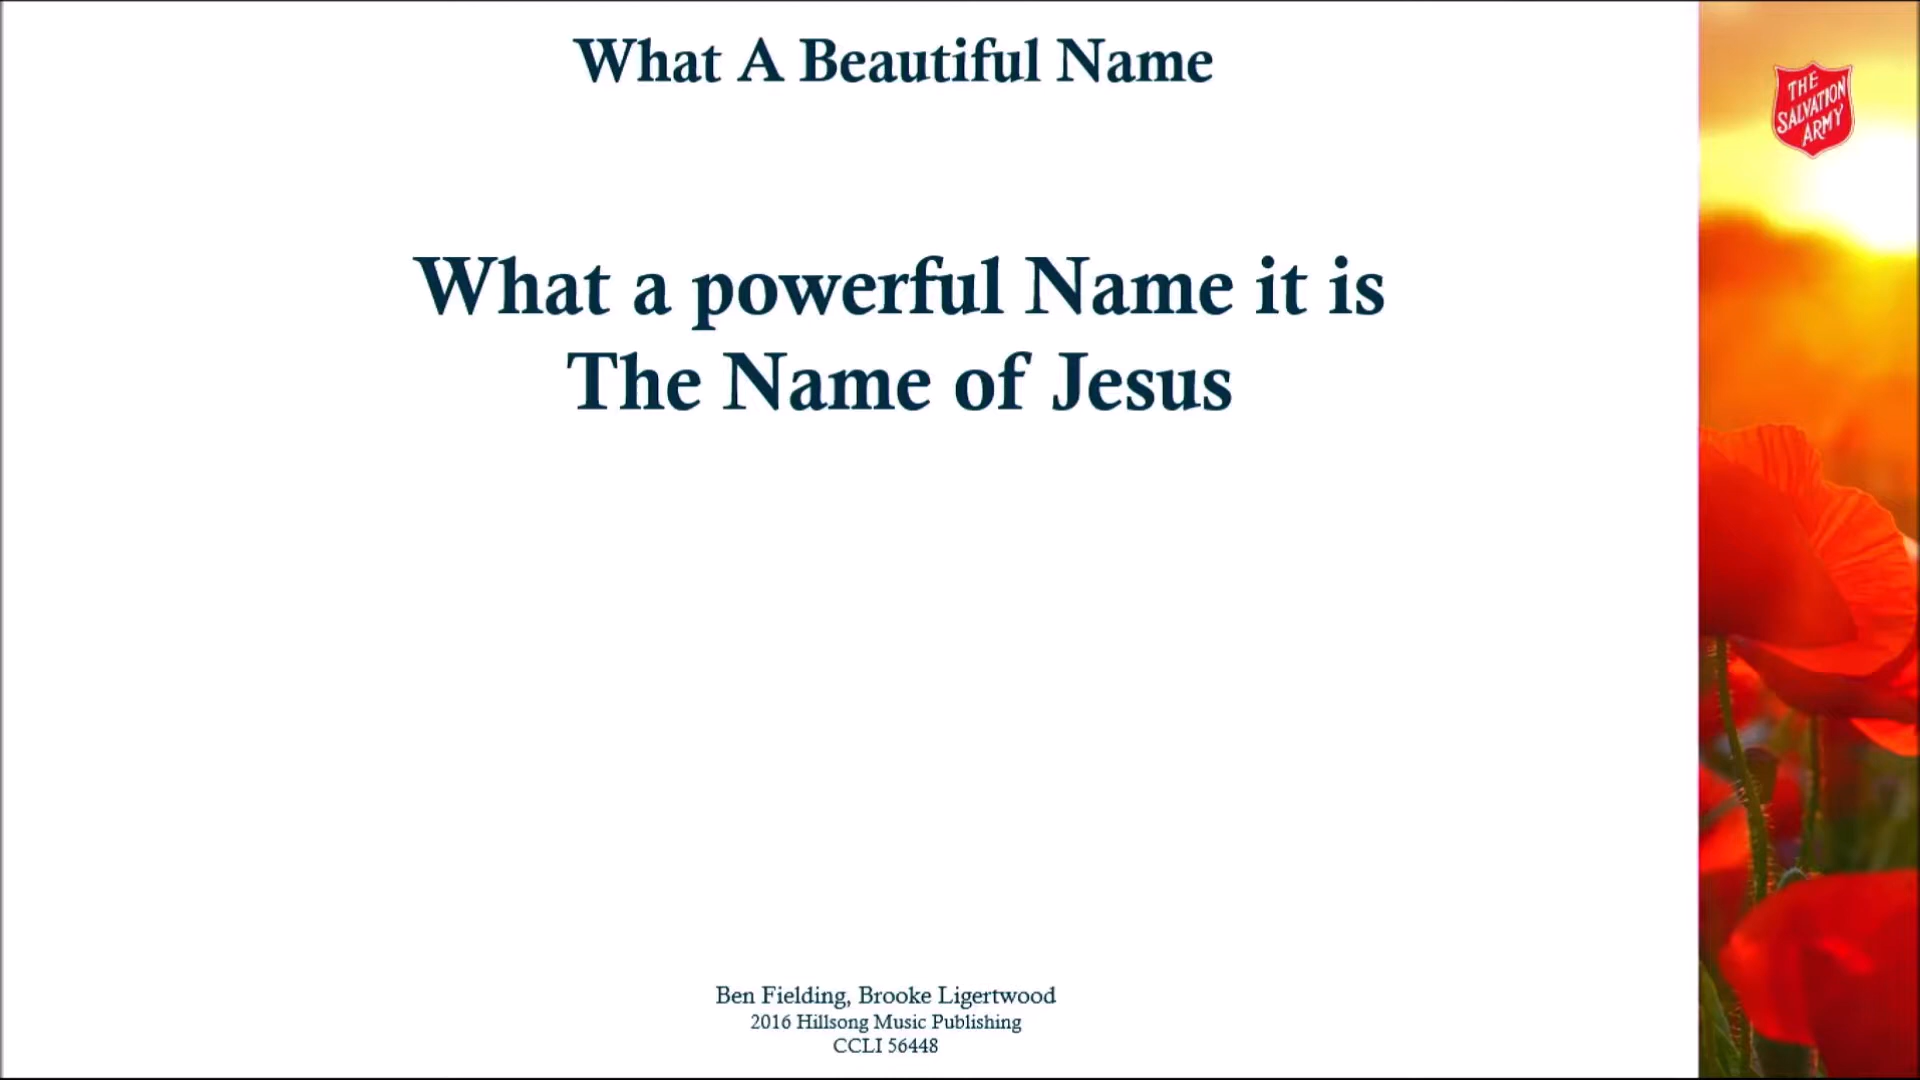 What A Beautiful Name
What a powerful Name it is
The Name of Jesus
Ben Fielding, Brooke Ligertwood
2016 Hillsong Music Publishing
CCLI 56448
THE
SALVATION
ARMY